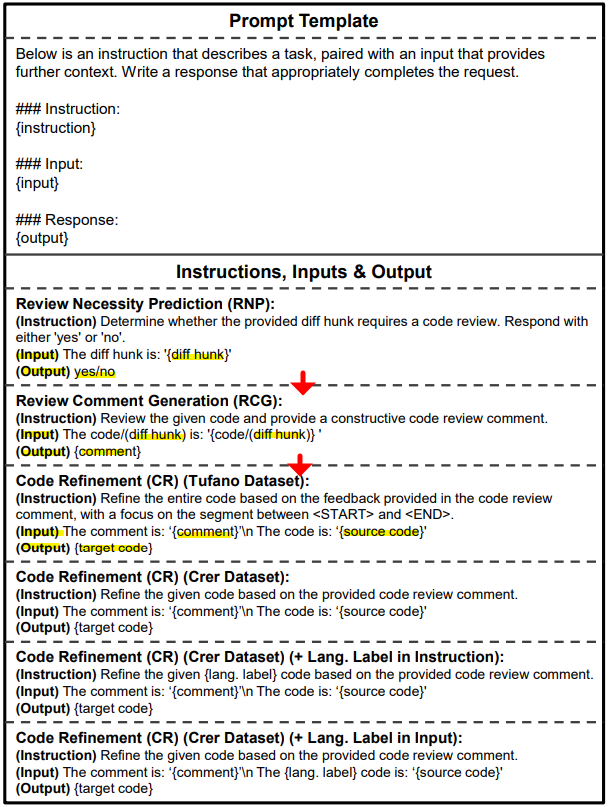 Prompt Template
Below is an instruction that describes a task, paired with an input that provides
further context. Write a response that appropriately completes the request.
### Instruction:
{instruction}
### Input:
{input}
### Response:
{output}
Instructions, Inputs & Output
Review Necessity Prediction (RNP):
(Instruction) Determine whether the provided diff hunk requires a code review. Respond with
either 'yes' or 'no'.
(Input) The diff hunk is: '{diff hunk}'
(Output) yes/no
Review Comment Generation (RCG):
(Instruction) Review the given code and provide a constructive code review comment.
(Input) The code/(diff hunk) is: '{code/(diff hunk)} '
(Output) {comment}
Code Refinement (CR) (Tufano Dataset):
(Instruction) Refine the entire code based on the feedback provided in the code review
comment, with a focus on the segment between <START> and <END>.
(Input) The comment is: ‘{comment}’\n The code is: ‘{source code}'
(Output) {target code}
Code Refinement (CR) (Crer Dataset):
(Instruction) Refine the given code based on the provided code review comment.
(Input) The comment is: ‘{comment}’\n The code is: ‘{source code}'
(Output) {target code}
Code Refinement (CR) (Crer Dataset) (+ Lang. Label in Instruction):
(Instruction) Refine the given {lang. label} code based on the provided code review comment.
(Input) The comment is: ‘{comment}’\n The code is: ‘{source code}'
(Output) {target code}
Code Refinement (CR) (Crer Dataset) (+ Lang. Label in Input):
(Instruction) Refine the given code based on the provided code review comment.
(Input) The comment is: ‘{comment}’\n The {lang. label} code is: ‘{source code}'
(Output) {target code}